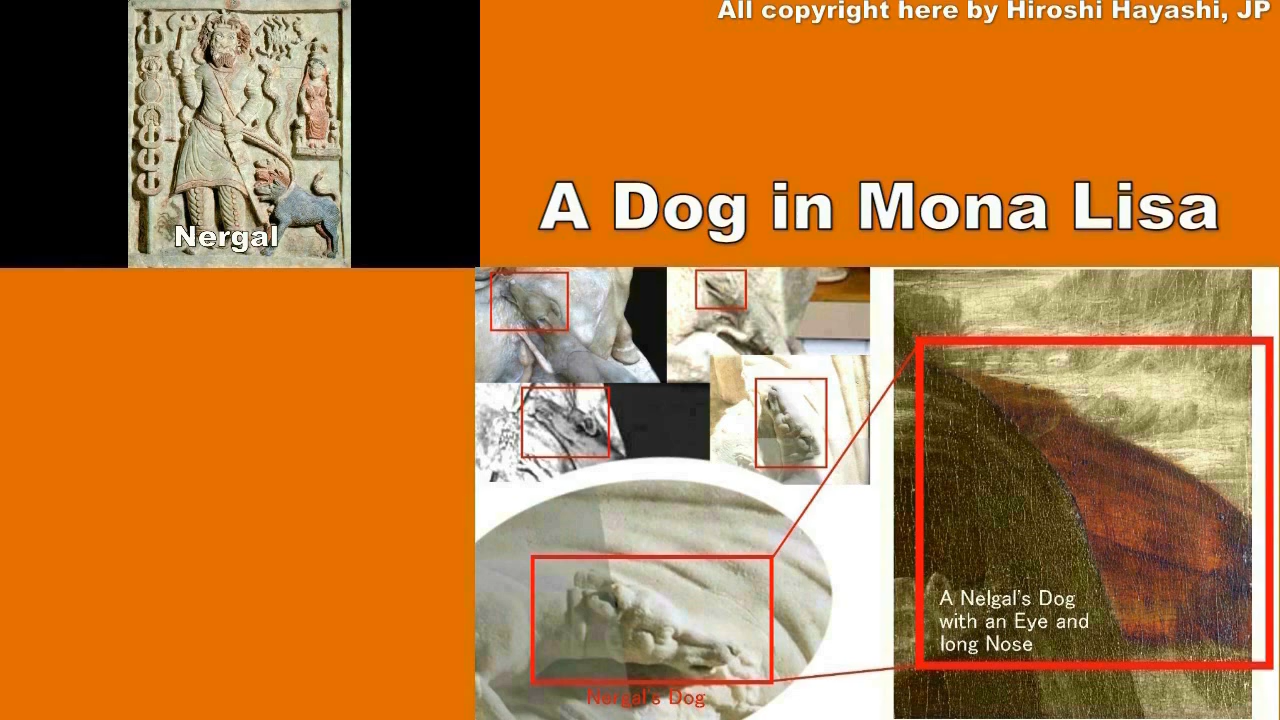 All copyright here by Hiroshi Hayashi, JP
Nergal
A Dog in Mona Lisa
A Nelgal's Dog
with an Eye and
long Nose
Nergal's Dog